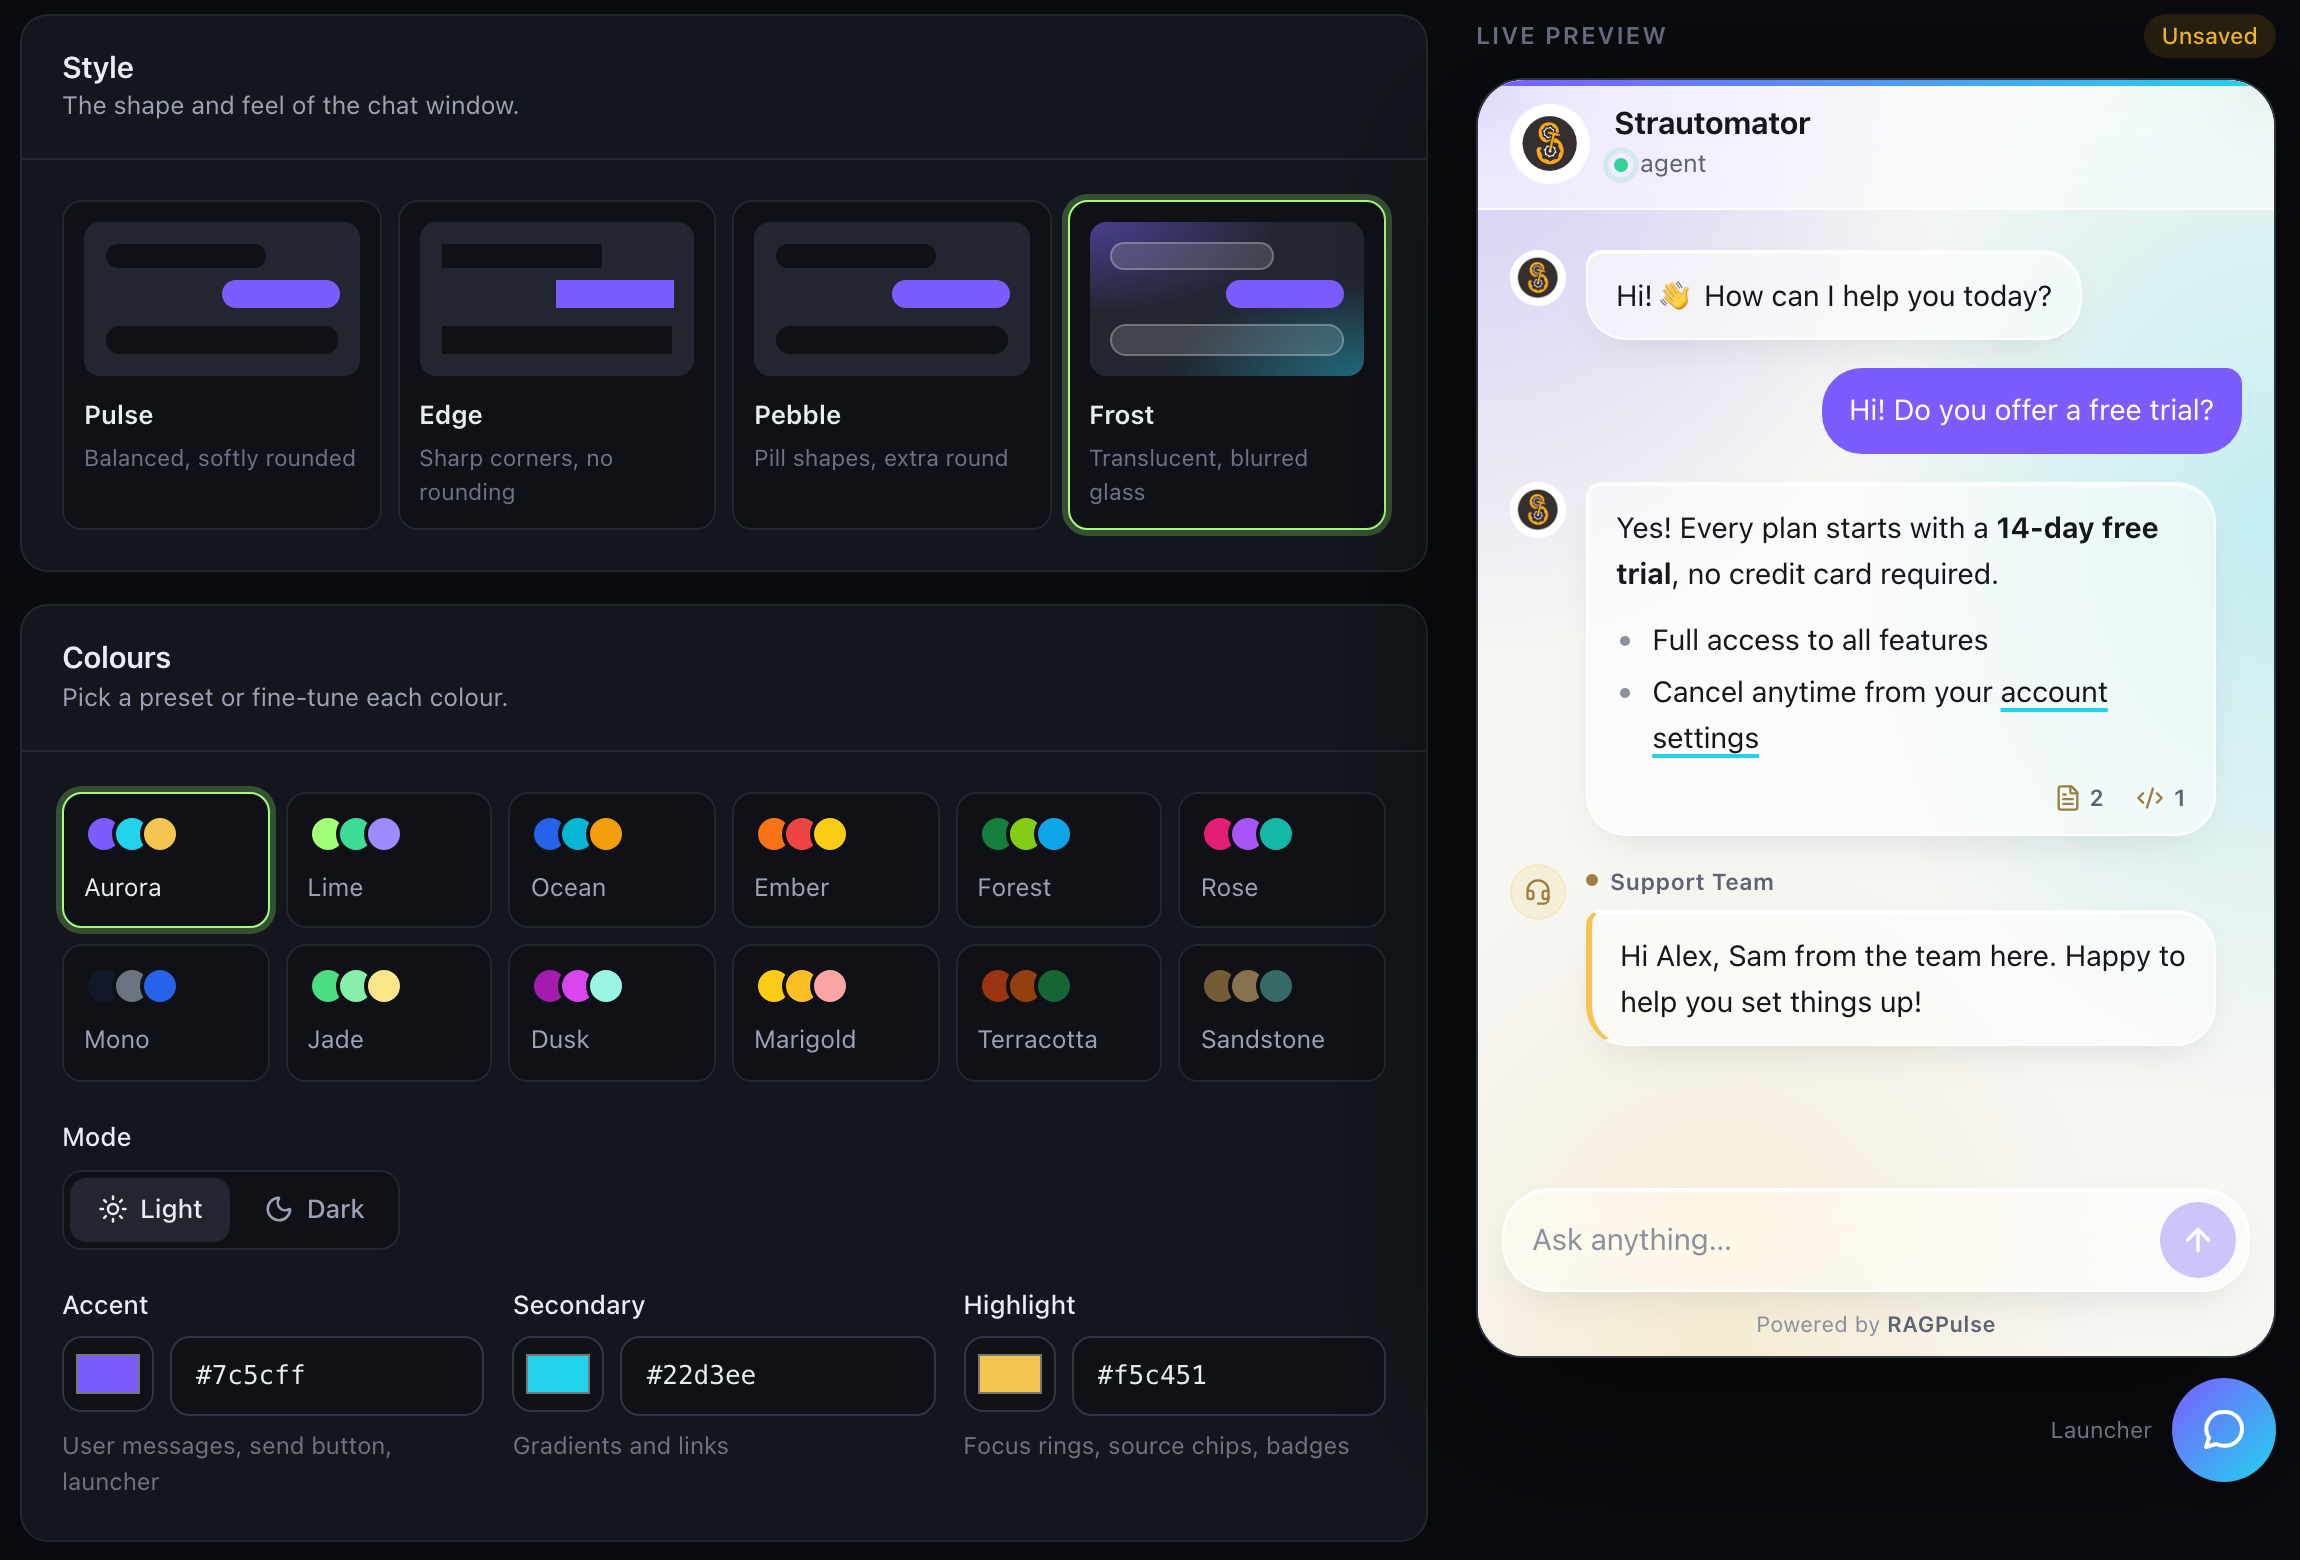 Style
The shape and feel of the chat window.
Pulse
Balanced, softly rounded
Edge
Sharp corners, no
rounding
Pebble
Pill shapes, extra round
Frost
Translucent, blurred
glass
Colours
Pick a preset or fine-tune each colour.
Aurora
Lime
Ocean
Ember
Forest
Rose
Mono
Jade
Dusk
Marigold
Terracotta
Sandstone
Mode
Light
Dark
Accent
#7c5cff
User messages, send button,
launcher
Secondary
#22d3ee
Gradients and links
Highlight
#f5c451
Focus rings, source chips, badges
LIVE PREVIEW
Unsaved
Strautomator
agent
Hi! 👋 How can I help you today?
Hi! Do you offer a free trial?
Yes! Every plan starts with a 14-day free
trial, no credit card required.
Full access to all features
Cancel anytime from your account
settings
2
1
Support Team
Hi Alex, Sam from the team here. Happy to
help you set things up!
Ask anything...
Powered by RAGPulse
Launcher